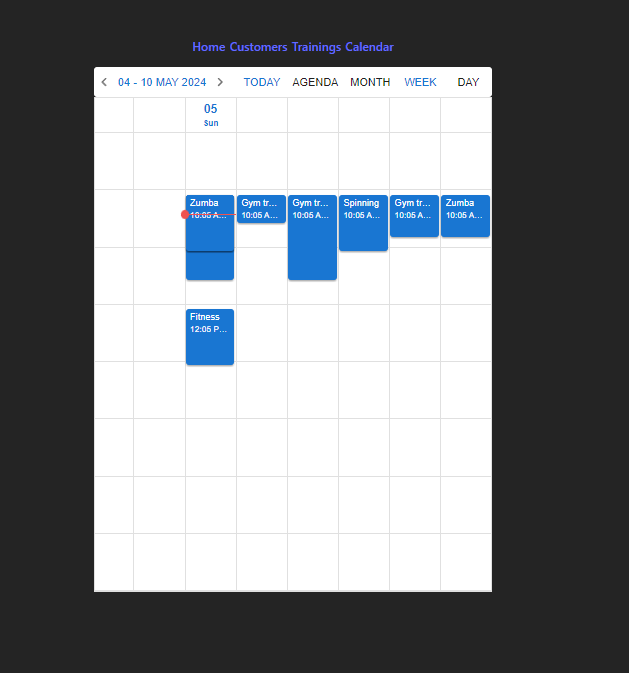 Home Customers Trainings Calendar
04 - 10 MAY 2024 TODAY AGENDA MONTH WEEK DAY
05
Sun
Zumba Gym tr... Gym tr... Spinning Gym tr... Zumba
10:05 A... 10:05 A... 10:05 A... 10:05 A... 10:05 A... 10:05 A...
Fitness
12:05 P...